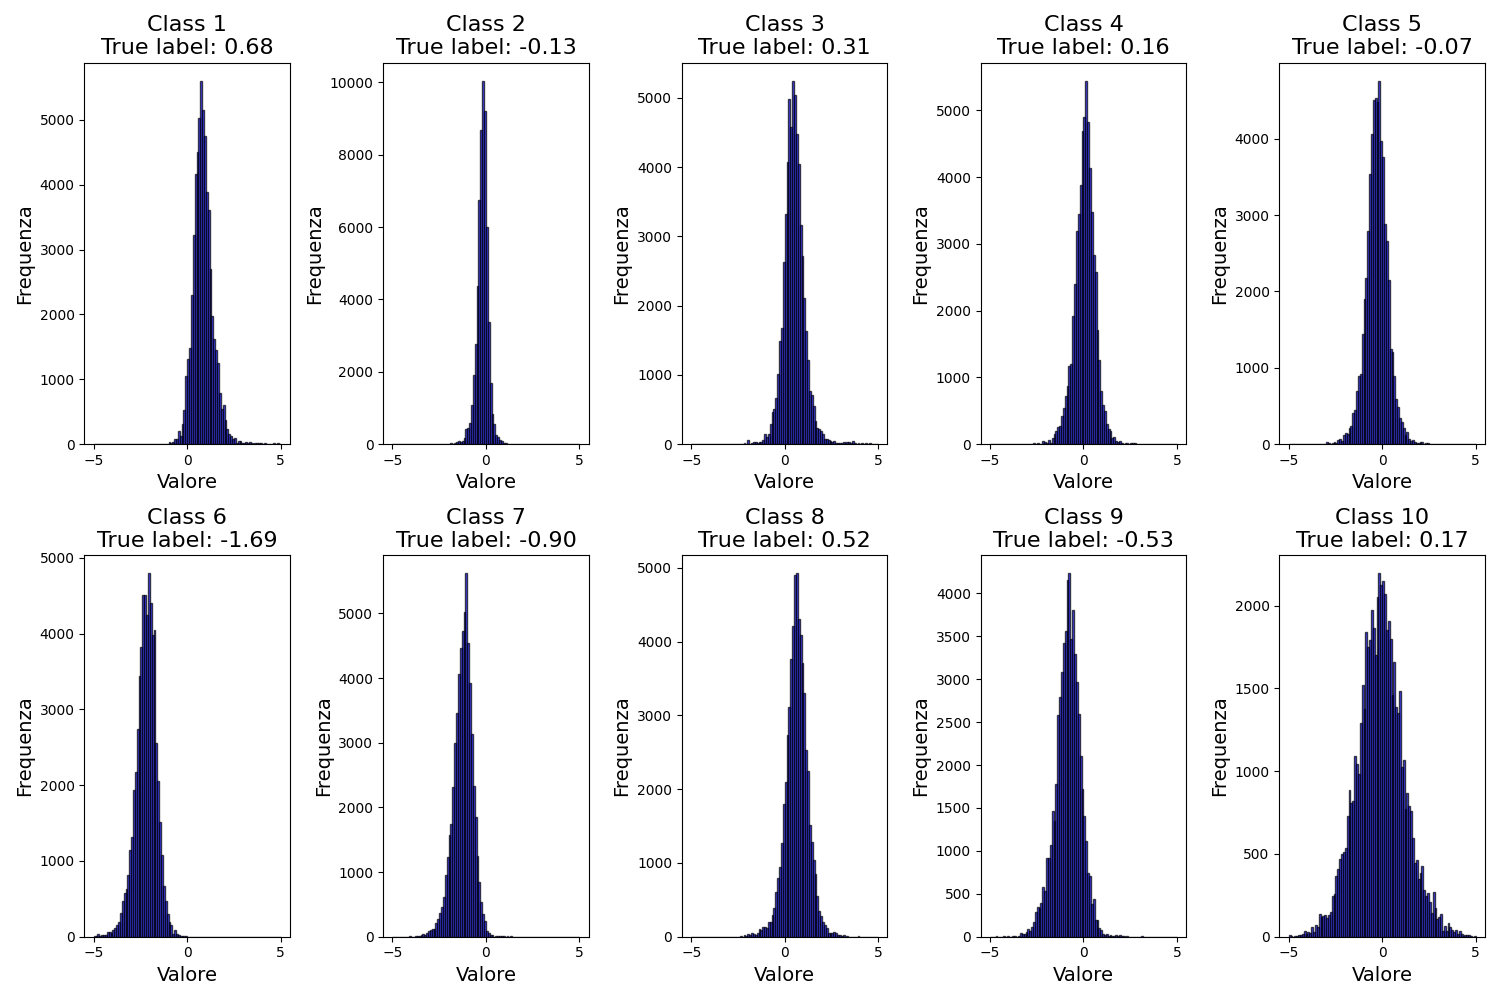 Class 1
True label: 0.68
Class 2
True label: -0.13
Class 3
True label: 0.31
Class 4
True label: 0.16
Class 5
True label: -0.07
Frequenza
5000
4000
3000
2000
1000
0
−5
0
5
Valore
Frequenza
10000
8000
6000
4000
2000
0
−5
0
5
Valore
Frequenza
5000
4000
3000
2000
1000
0
−5
0
5
Valore
Frequenza
5000
4000
3000
2000
1000
0
−5
0
5
Valore
Frequenza
4000
3000
2000
1000
0
−5
0
5
Valore
Class 6
True label: -1.69
Class 7
True label: -0.90
Class 8
True label: 0.52
Class 9
True label: -0.53
Class 10
True label: 0.17
Frequenza
5000
4000
3000
2000
1000
0
−5
0
5
Valore
Frequenza
5000
4000
3000
2000
1000
0
−5
0
5
Valore
Frequenza
5000
4000
3000
2000
1000
0
−5
0
5
Valore
Frequenza
4000
3500
3000
2500
2000
1500
1000
500
0
−5
0
5
Valore
Frequenza
2000
1500
1000
500
0
−5
0
5
Valore